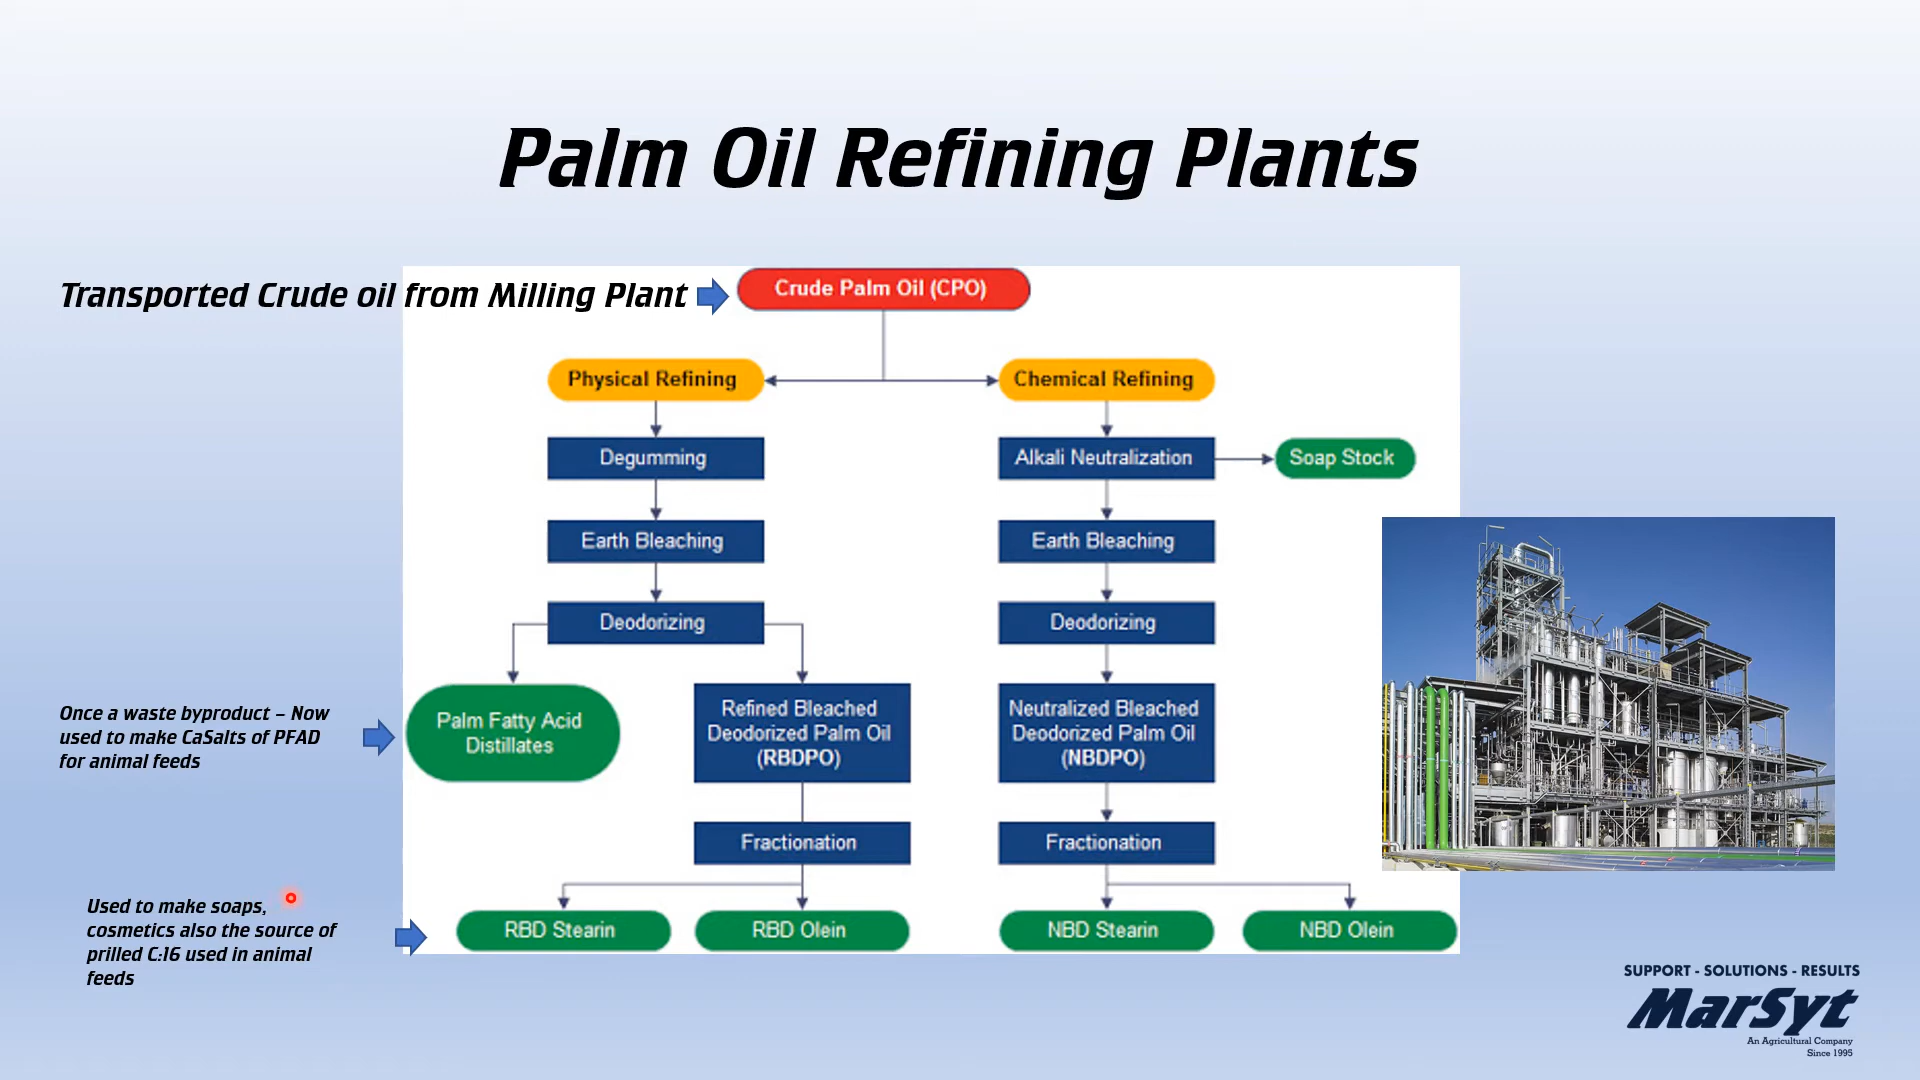 Palm Oil Refining Plants
Transported Crude oil from Milling Plant
Crude Palm Oil (CPO)
Physical Refining
Chemical Refining
Degumming
Alkali Neutralization
Soap Stock
Earth Bleaching
Earth Bleaching
Deodorizing
Deodorizing
Once a waste byproduct – Now
used to make CaSalts of PFAD
for animal feeds
Palm Fatty Acid
Distillates
Refined Bleached
Deodorized Palm Oil
(RBDPO)
Neutralized Bleached
Deodorized Palm Oil
(NBDPO)
Fractionation
Fractionation
Used to make soaps,
cosmetics also the source of
prilled C:16 used in animal
feeds
RBD Stearin
RBD Olein
NBD Stearin
NBD Olein
SUPPORT - SOLUTIONS - RESULTS
MarSyt
An Agricultural Company
Since 1995